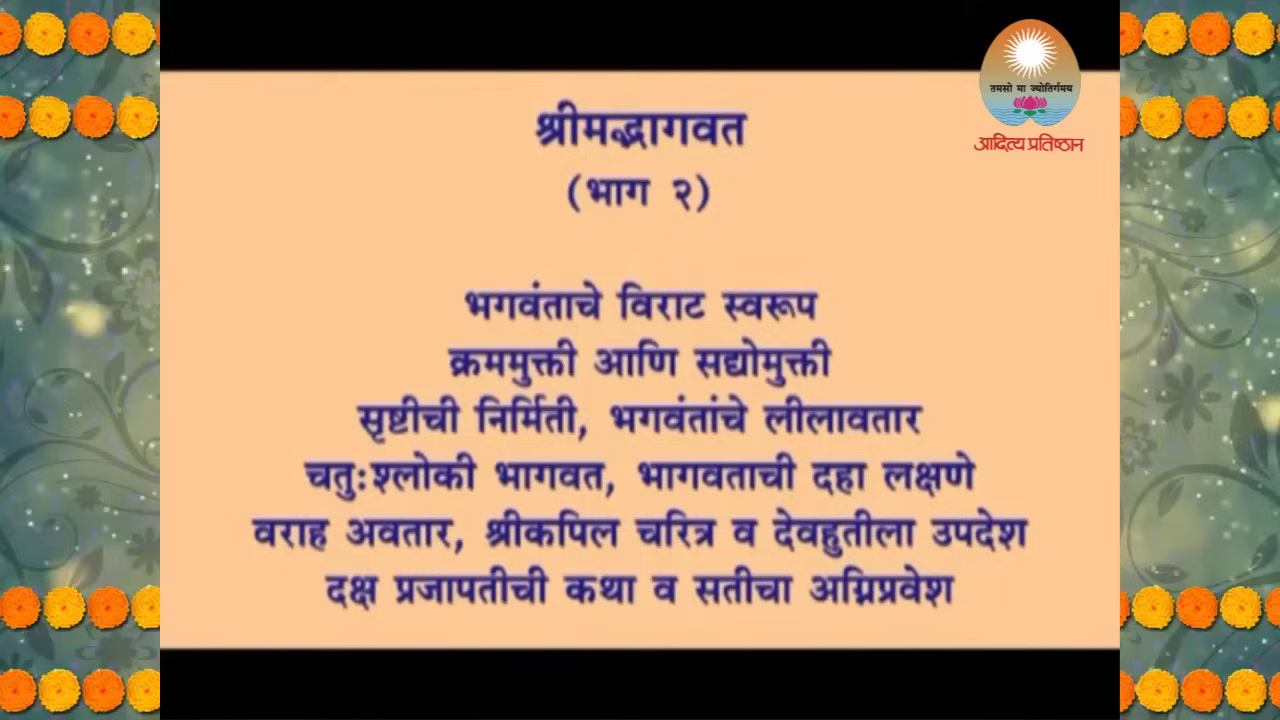 श्रीमद्भागवत
(भाग २)
भगवंताचे विराट स्वरूप
क्रममुक्ती आणि सद्योमुक्ती
सृष्टीची निर्मिती, भगवंतांचे लीलावतार
चतुःश्लोकी भागवत, भागवताची दहा लक्षणे
वराह अवतार, श्रीकपिल चरित्र व देवहुतीला उपदेश
दक्ष प्रजापतीची कथा व सतीचा अग्निप्रवेश
तमसो मा ज्योतिर्गमय
आदित्य प्रतिष्ठान